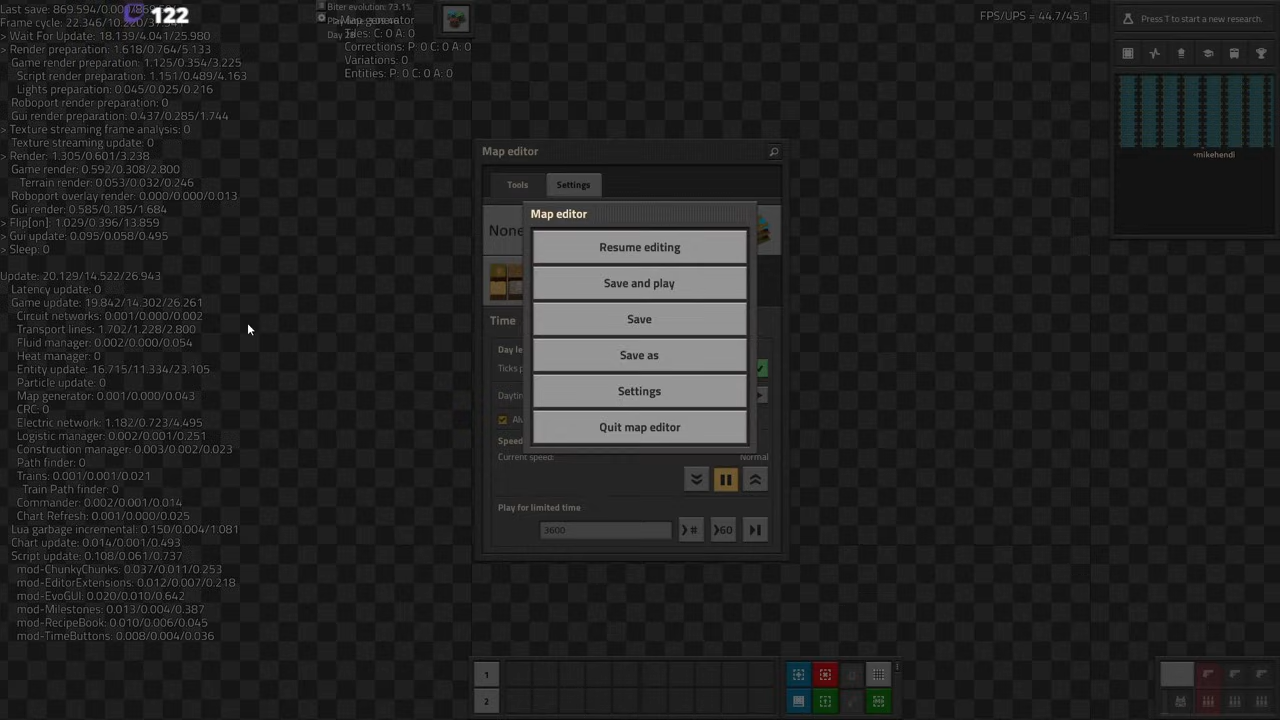 Last save: 869.594/0.000/869.594
122
Frame cycle: 22.346/10.220/37.341
> Wait For Update: 18.139/4.041/25.980
> Render preparation: 1.618/0.764/5.133
Game render preparation: 1.125/0.354/3.225
Script render preparation: 1.151/0.489/4.163
Lights preparation: 0.045/0.025/0.216
Roboport render preparation: 0
Gui render preparation: 0.437/0.285/1.744
> Texture streaming frame analysis: 0
Texture streaming update: 0
> Render: 1.305/0.601/3.238
Game render: 0.592/0.308/2.800
Terrain render: 0.053/0.032/0.246
Roboport overlay render: 0.000/0.000/0.013
Gui render: 0.585/0.185/1.684
> Flip[on]: 1.029/0.396/13.859
> Gui update: 0.095/0.058/0.495
> Sleep: 0
Update: 20.129/14.522/26.943
Latency update: 0
Game update: 19.842/14.302/26.261
Circuit networks: 0.001/0.000/0.002
Transport lines: 1.702/1.228/2.800
Fluid manager: 0.002/0.000/0.054
Heat manager: 0
Entity update: 16.715/11.334/23.105
Particle update: 0
Map generator: 0.001/0.000/0.043
CRC: 0
Electric network: 1.182/0.723/4.495
Logistic manager: 0.002/0.001/0.251
Construction manager: 0.003/0.002/0.023
Path finder: 0
Trains: 0.001/0.001/0.021
Train Path finder: 0
Commander: 0.002/0.001/0.014
Chart Refresh: 0.001/0.000/0.025
Lua garbage incremental: 0.150/0.004/1.081
Chart update: 0.014/0.001/0.493
Script update: 0.108/0.061/0.737
mod-ChunkyChunks: 0.037/0.011/0.253
mod-EditorExtensions: 0.012/0.007/0.218
mod-EvoGUI: 0.020/0.010/0.642
mod-Milestones: 0.013/0.004/0.387
mod-RecipeBook: 0.010/0.006/0.045
mod-TimeButtons: 0.008/0.004/0.036
Biter evolution: 73.1%
Map generator
Tiles: C: 0 A: 0
Corrections: P: 0 C: 0 A: 0
Variations: 0
Entities: P: 0 C: 0 A: 0
FPS/UPS = 44.7/45.1
Press T to start a new research.
+mikehendi
Map editor
Tools
Settings
None
Time
Day le
Ticks p
Daytim
Al
Speed
Current speed:
Normal
Play for limited time
3600
#
60
Map editor
Resume editing
Save and play
Save
Save as
Settings
Quit map editor
1
2